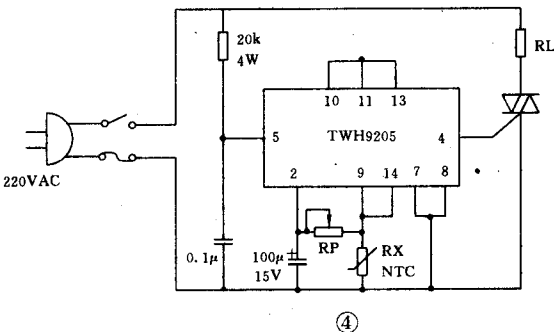 20k
4W
RL
10 11 13
5 TWH9205 4
2 9 14 7 8
220VAC
0.1μ
100μ
15V
+
RP
RX
NTC
④